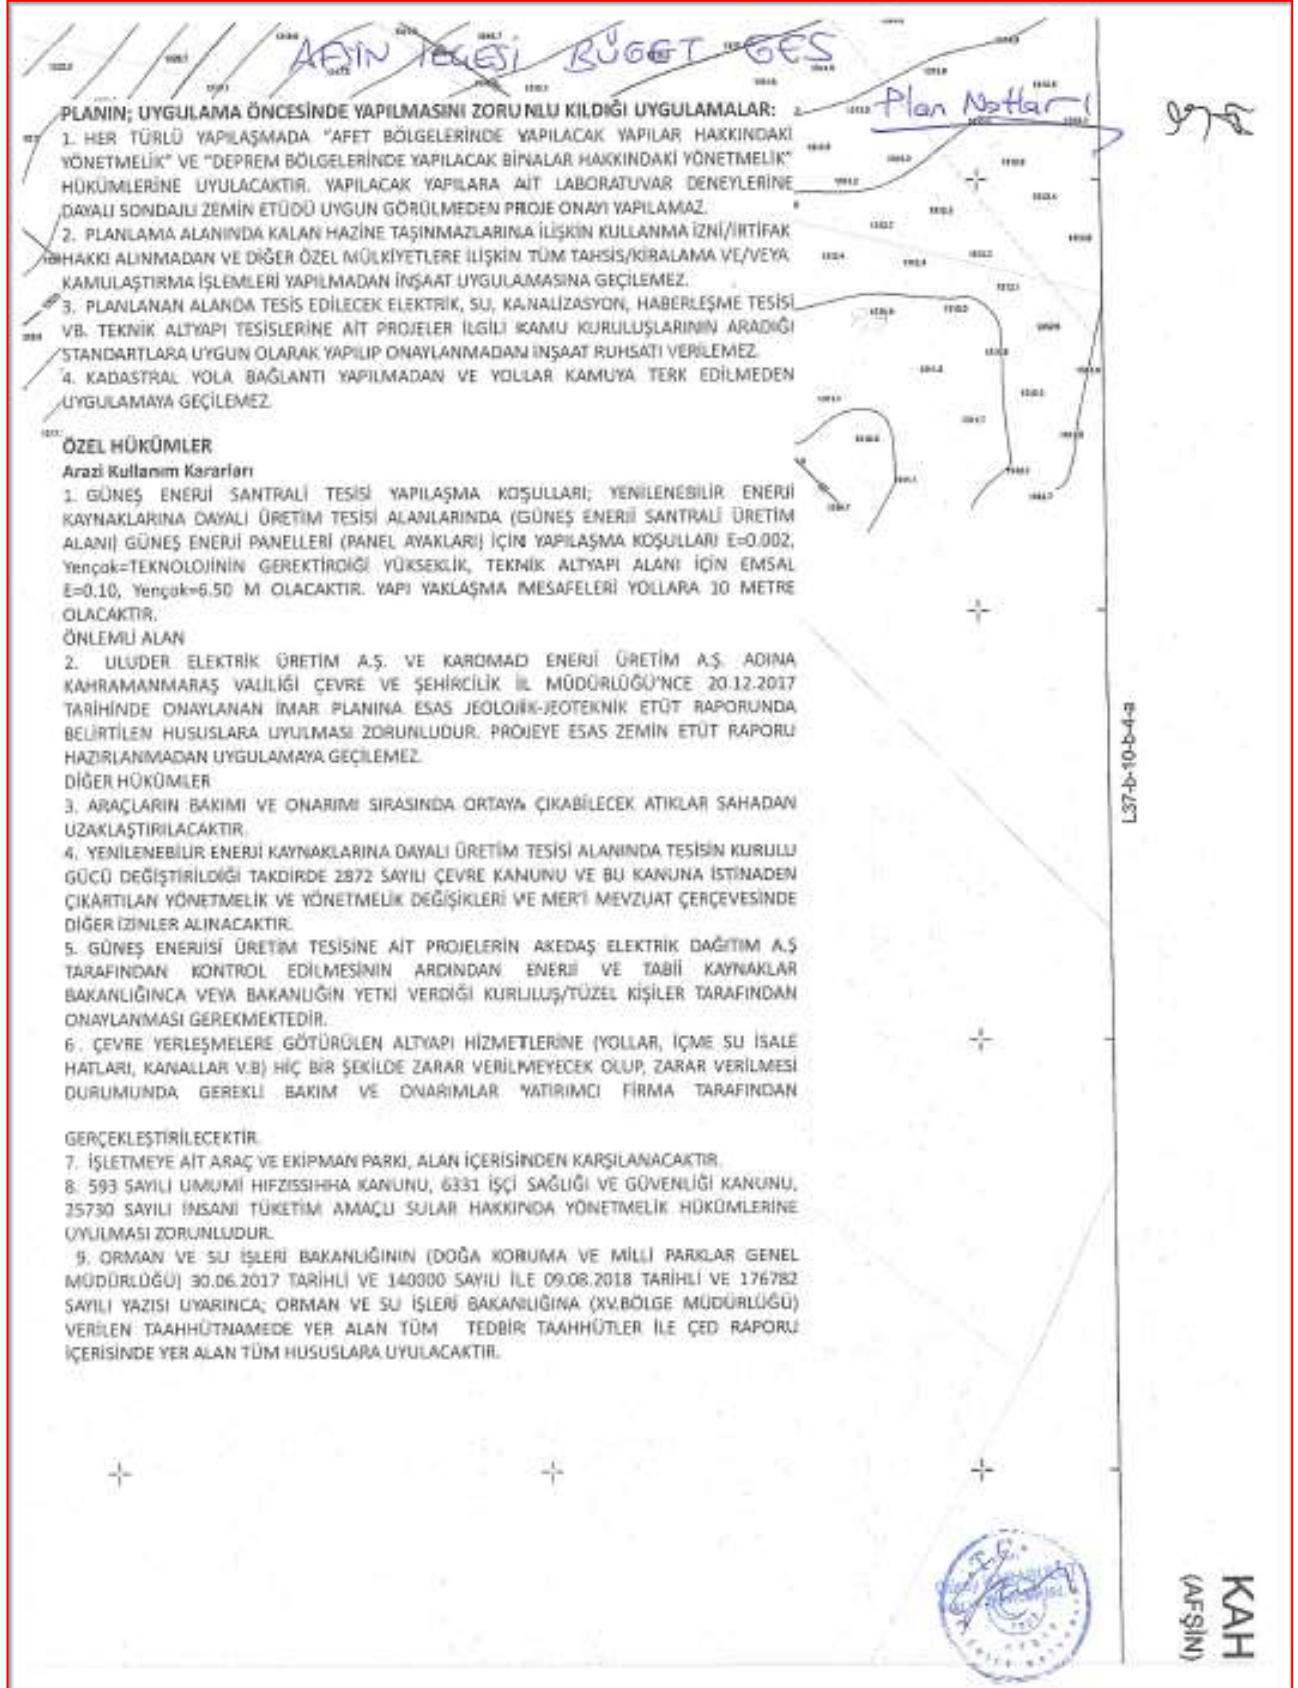 AFŞİN İLÇESİ BÜGET GES
Plan Notları
PLANIN; UYGULAMA ÖNCESİNDE YAPILMASINI ZORUNLU KILDIĞI UYGULAMALAR:
1. HER TÜRLÜ YAPILAŞMADA "AFET BÖLGELERİNDE YAPILACAK YAPILAR HAKKINDAKİ
YÖNETMELİK" VE "DEPREM BÖLGELERİNDE YAPILACAK BİNALAR HAKKINDAKİ YÖNETMELİK"
HÜKÜMLERİNE UYULACAKTIR. YAPILACAK YAPILARA AİT LABORATUVAR DENEYLERİNE
DAYALI SONDAJLI ZEMİN ETÜDÜ UYGUN GÖRÜLMEDEN PROJE ONAYI YAPILAMAZ.
2. PLANLAMA ALANINDA KALAN HAZİNE TAŞINMAZLARINA İLİŞKİN KULLANMA İZNİ/İRTİFAK
HAKKI ALINMADAN VE DİĞER ÖZEL MÜLKİYETLERE İLİŞKİN TÜM TAHSİS/KİRALAMA VE/VEYA
KAMULAŞTIRMA İŞLEMLERİ YAPILMADAN İNŞAAT UYGULAMASINA GEÇİLEMEZ.
3. PLANLANAN ALANDA TESİS EDİLECEK ELEKTRİK, SU, KANALİZASYON, HABERLEŞME TESİSİ
VB. TEKNİK ALTYAPI TESİSLERİNE AİT PROJELER İLGİLİ KAMU KURULUŞLARININ ARADIĞI
STANDARTLARA UYGUN OLARAK YAPILIP ONAYLANMADAN İNŞAAT RUHSATI VERİLEMEZ.
4. KADASTRAL YOLA BAĞLANTI YAPILMADAN VE YOLLAR KAMUYA TERK EDİLMEDEN
UYGULAMAYA GEÇİLEMEZ.
ÖZEL HÜKÜMLER
Arazi Kullanım Kararları
1. GÜNEŞ ENERJİ SANTRALİ TESİSİ YAPILAŞMA KOŞULLARI; YENİLENEBİLİR ENERJİ
KAYNAKLARINA DAYALI ÜRETİM TESİSİ ALANLARINDA (GÜNEŞ ENERJİ SANTRALİ ÜRETİM
ALANI) GÜNEŞ ENERJİ PANELLERİ (PANEL AYAKLARI) İÇİN YAPILAŞMA KOŞULLARI E=0.002,
Yençok=TEKNOLOJİNİN GEREKTİRDİĞİ YÜKSEKLİK, TEKNİK ALTYAPI ALANI İÇİN EMSAL
E=0.10, Yençok=6.50 M OLACAKTIR. YAPI YAKLAŞMA MESAFELERİ YOLLARA 10 METRE
OLACAKTIR.
ÖNLEMLİ ALAN
2. ULUDER ELEKTRİK ÜRETİM A.Ş. VE KAROMAD ENERJİ ÜRETİM A.Ş. ADINA
KAHRAMANMARAŞ VALİLİĞİ ÇEVRE VE ŞEHİRCİLİK İL MÜDÜRLÜĞÜ'NCE 20.12.2017
TARİHİNDE ONAYLANAN İMAR PLANINA ESAS JEOLOJİK-JEOTEKNİK ETÜT RAPORUNDA
BELİRTİLEN HUSUSLARA UYULMASI ZORUNLUDUR. PROJEYE ESAS ZEMİN ETÜT RAPORU
HAZIRLANMADAN UYGULAMAYA GEÇİLEMEZ.
DİĞER HÜKÜMLER
3. ARAÇLARIN BAKIMI VE ONARIMI SIRASINDA ORTAYA ÇIKABİLECEK ATIKLAR SAHADAN
UZAKLAŞTIRILACAKTIR.
4. YENİLENEBİLİR ENERJİ KAYNAKLARINA DAYALI ÜRETİM TESİSİ ALANINDA TESİSİN KURULU
GÜCÜ DEĞİŞTİRİLDİĞİ TAKDİRDE 2872 SAYILI ÇEVRE KANUNU VE BU KANUNA İSTİNADEN
ÇIKARTILAN YÖNETMELİK VE YÖNETMELİK DEĞİŞİKLERİ VE MER'İ MEVZUAT ÇERÇEVESİNDE
DİĞER İZİNLER ALINACAKTIR.
5. GÜNEŞ ENERJİSİ ÜRETİM TESİSİNE AİT PROJELERİN AKEDAŞ ELEKTRİK DAĞITIM A.Ş
TARAFINDAN KONTROL EDİLMESİNİN ARDINDAN ENERJİ VE TABİİ KAYNAKLAR
BAKANLIĞINCA VEYA BAKANLIĞIN YETKİ VERDİĞİ KURULUŞ/TÜZEL KİŞİLER TARAFINDAN
ONAYLANMASI GEREKMEKTEDİR.
6. ÇEVRE YERLEŞMELERE GÖTÜRÜLEN ALTYAPI HİZMETLERİNE (YOLLAR, İÇME SU İSALE
HATLARI, KANALLAR V.B) HİÇ BİR ŞEKİLDE ZARAR VERİLMEYECEK OLUP, ZARAR VERİLMESİ
DURUMUNDA GEREKLİ BAKIM VE ONARIMLAR YATIRIMCI FİRMA TARAFINDAN
GERÇEKLEŞTİRİLECEKTİR.
7. İŞLETMEYE AİT ARAÇ VE EKİPMAN PARKI, ALAN İÇERİSİNDEN KARŞILANACAKTIR.
8. 593 SAYILI UMUMİ HIFZISSIHHA KANUNU, 6331 İŞÇİ SAĞLIĞI VE GÜVENLİĞİ KANUNU,
25730 SAYILI İNSANİ TÜKETİM AMAÇLI SULAR HAKKINDA YÖNETMELİK HÜKÜMLERİNE
UYULMASI ZORUNLUDUR.
9. ORMAN VE SU İŞLERİ BAKANLIĞININ (DOĞA KORUMA VE MİLLİ PARKLAR GENEL
MÜDÜRLÜĞÜ) 30.06.2017 TARİHLİ VE 140000 SAYILI İLE 09.08.2018 TARİHLİ VE 176782
SAYILI YAZISI UYARINCA; ORMAN VE SU İŞLERİ BAKANLIĞINA (XV.BÖLGE MÜDÜRLÜĞÜ)
VERİLEN TAAHHÜTNAMEDE YER ALAN TÜM TEDBİR TAAHHÜTLER İLE ÇED RAPORU
İÇERİSİNDE YER ALAN TÜM HUSUSLARA UYULACAKTIR.
L37-b-10-b-4-a
KAH
(AFŞİN)
T.C.